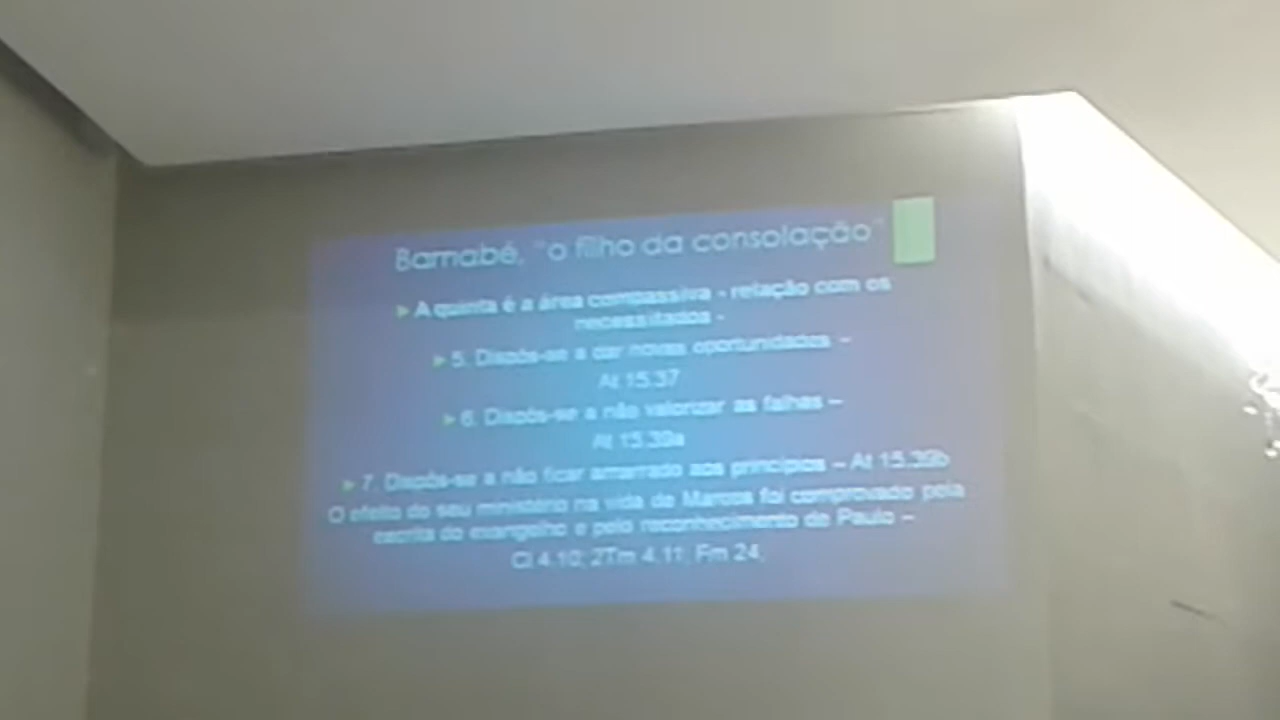 Barnabé, "o filho da consolação"
A quinta é a área compassiva - relação com os
necessitados -
5. Dispôs-se a dar novas oportunidades –
At 15.37
6. Dispôs-se a não valorizar as falhas –
At 15.39a
7. Dispôs-se a não ficar amarrado aos princípios – At 15.39b
O efeito do seu ministério na vida de Marcos foi comprovado pela
escrita do evangelho e pelo reconhecimento de Paulo –
Cl 4.10; 2Tm 4.11; Fm 24;